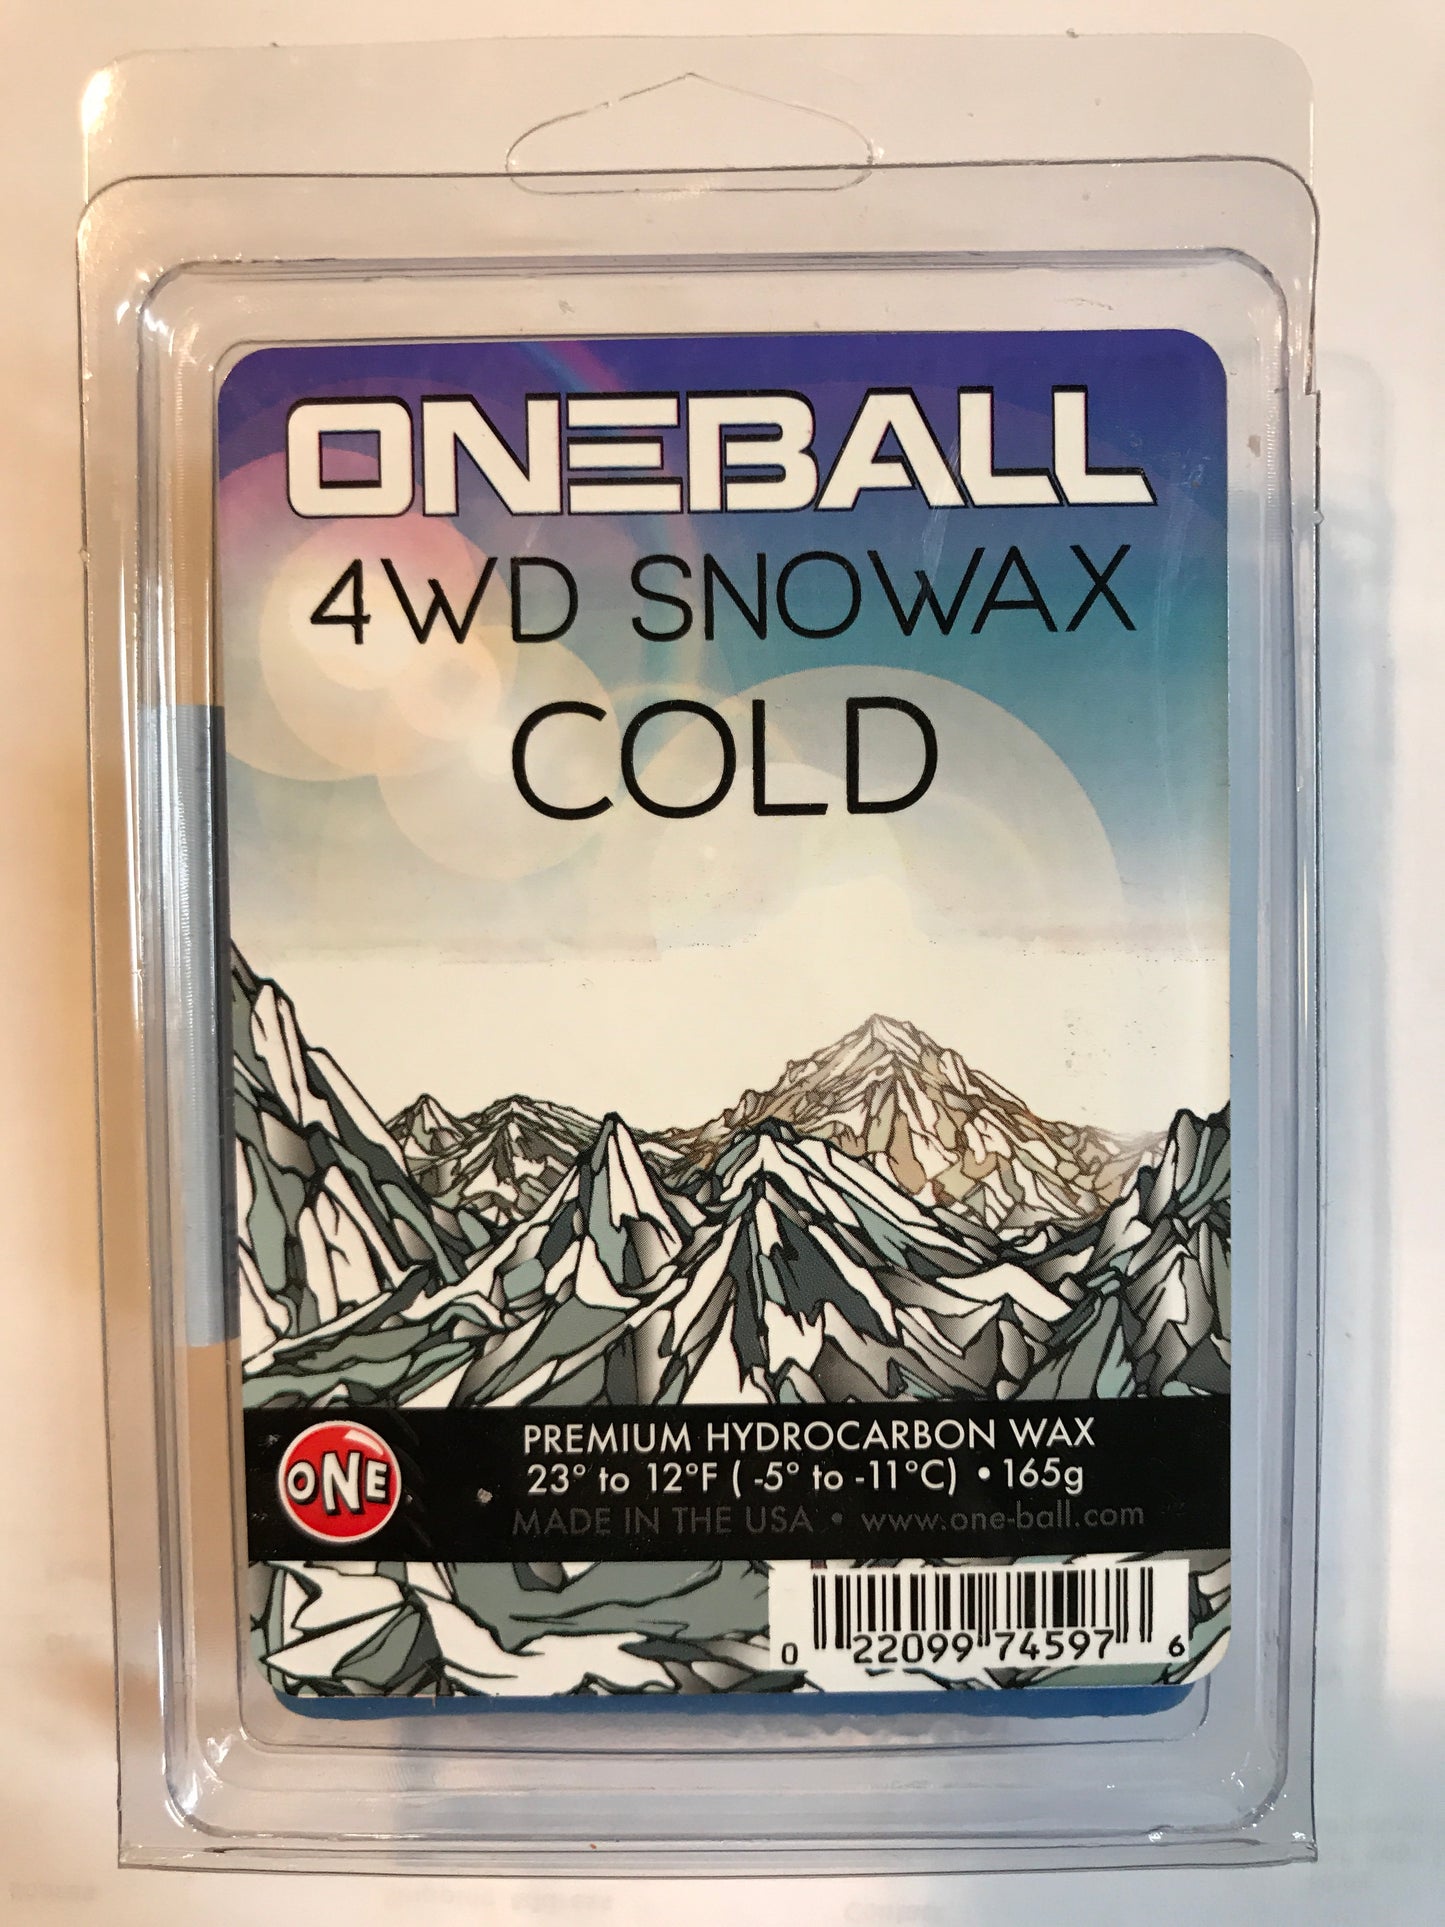 ONEBALL
4WD SNOWAX
COLD
ONE
PREMIUM HYDROCARBON WAX
23° to 12°F ( -5° to -11°C) • 165g
MADE IN THE USA • www.one-ball.com
0 22099 74597 6